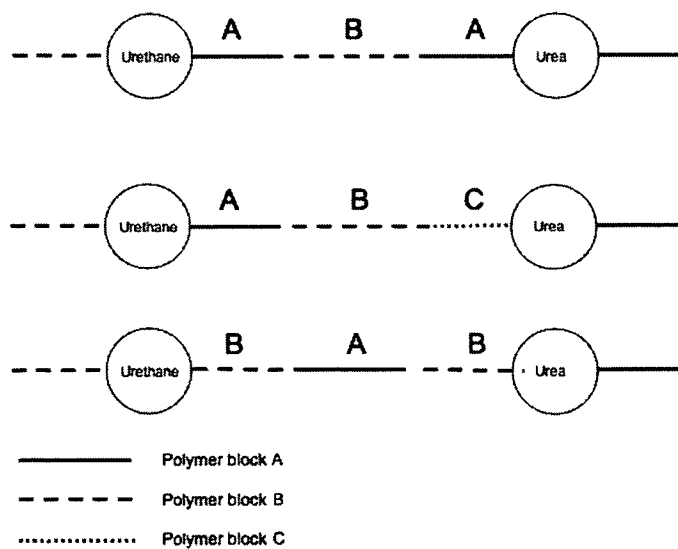 A B A
Urethane Urea
A B C
Urethane Urea
B A B
Urethane Urea
Polymer block A
Polymer block B
Polymer block C